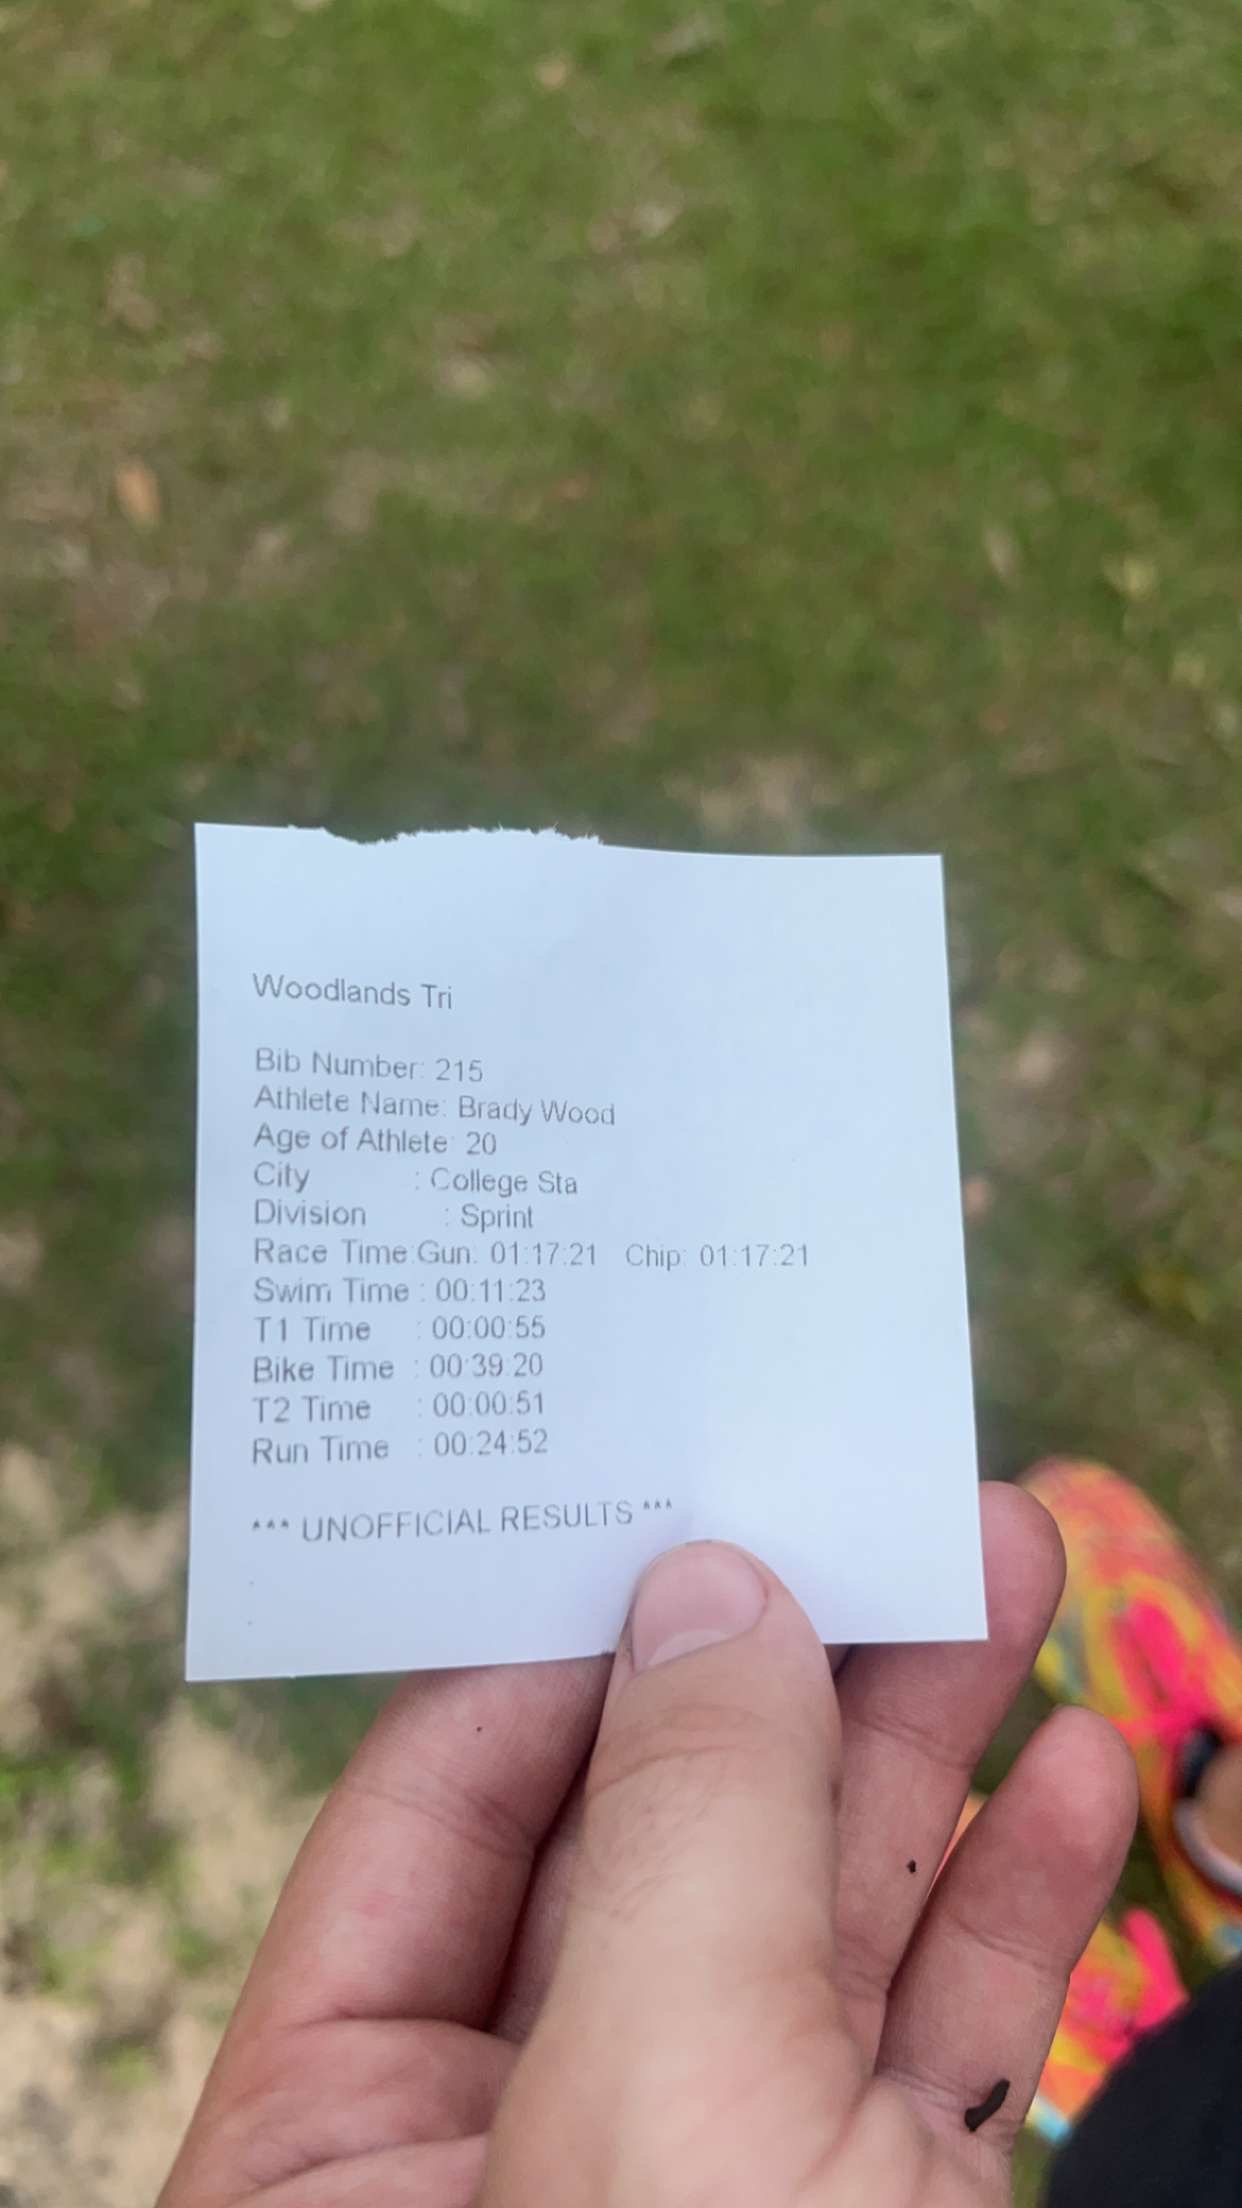 Woodlands Tri
Bib Number: 215
Athlete Name: Brady Wood
Age of Athlete: 20
City : College Sta
Division : Sprint
Race Time:Gun: 01:17:21 Chip: 01:17:21
Swim Time : 00:11:23
T1 Time : 00:00:55
Bike Time : 00:39:20
T2 Time : 00:00:51
Run Time : 00:24:52
*** UNOFFICIAL RESULTS ***